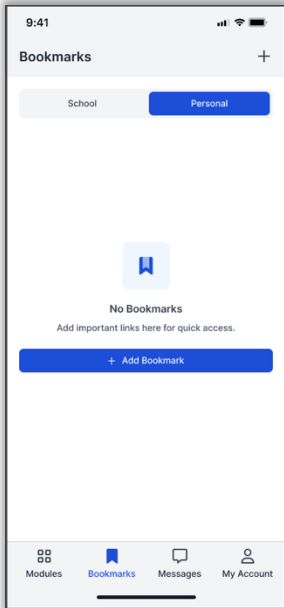 9:41
Bookmarks
School
Personal
No Bookmarks
Add important links here for quick access.
+ Add Bookmark
Modules
Bookmarks
Messages
My Account